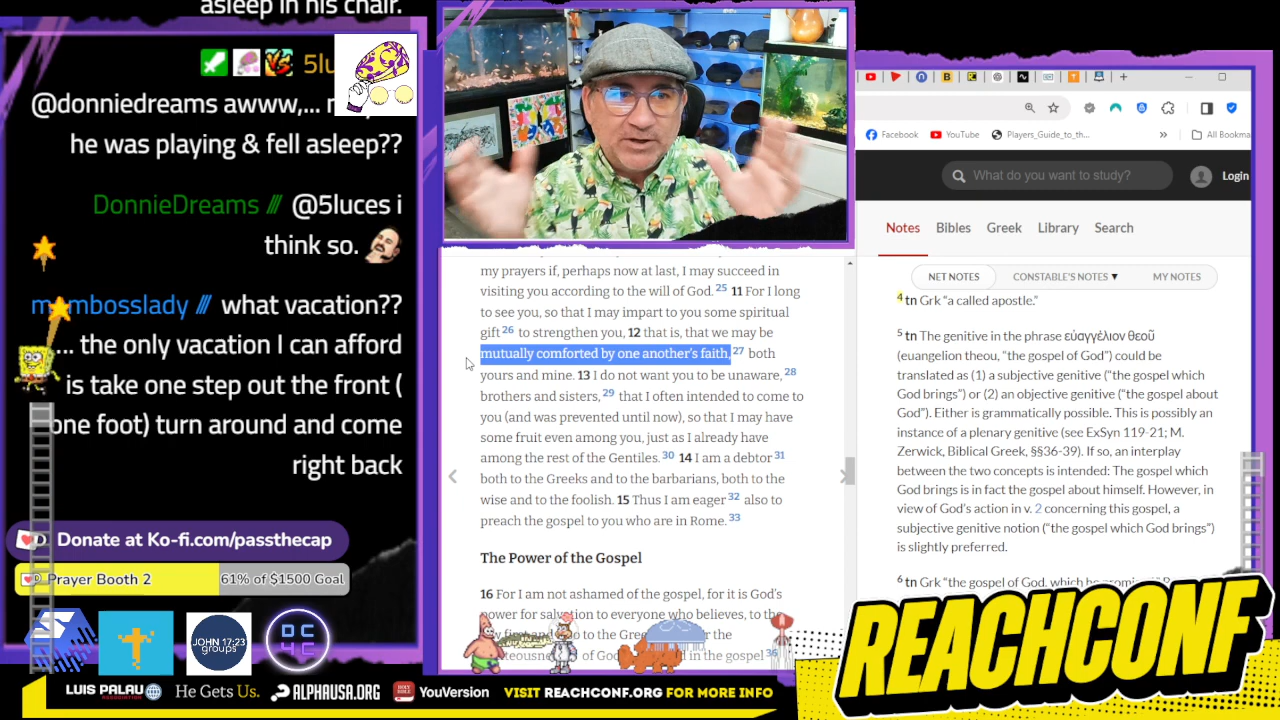 asleep in his chair.
5lu
@donniedreams awww,...
he was playing & fell asleep??
DonnieDreams /// @5luces i
think so.
mombosslady /// what vacation??
... the only vacation I can afford
is take one step out the front (
one foot) turn around and come
right back
Donate at Ko-fi.com/passthecap
Prayer Booth 2 61% of $1500 Goal
JOHN 17:23
groups
my prayers if, perhaps now at last, I may succeed in
visiting you according to the will of God. 25 11 For I long
to see you, so that I may impart to you some spiritual
gift 26 to strengthen you, 12 that is, that we may be
mutually comforted by one another's faith, 27 both
yours and mine. 13 I do not want you to be unaware, 28
brothers and sisters, 29 that I often intended to come to
you (and was prevented until now), so that I may have
some fruit even among you, just as I already have
among the rest of the Gentiles. 30 14 I am a debtor 31
both to the Greeks and to the barbarians, both to the
wise and to the foolish. 15 Thus I am eager 32 also to
preach the gospel to you who are in Rome. 33
The Power of the Gospel
16 For I am not ashamed of the gospel, for it is God's
power for salvation to everyone who believes, to the
first and also to the Greek
of God in the gospel 35
Facebook YouTube Players_Guide_to_th... » All Bookma
What do you want to study? Login
Notes Bibles Greek Library Search
NET NOTES CONSTABLE'S NOTES ▼ MY NOTES
4 tn Grk “a called apostle.”
5 tn The genitive in the phrase εὐαγγέλιον θεοῦ
(euangelion theou, “the gospel of God”) could be
translated as (1) a subjective genitive (“the gospel which
God brings”) or (2) an objective genitive (“the gospel about
God”). Either is grammatically possible. This is possibly an
instance of a plenary genitive (see ExSyn 119-21; M.
Zerwick, Biblical Greek, §§36-39). If so, an interplay
between the two concepts is intended: The gospel which
God brings is in fact the gospel about himself. However, in
view of God's action in v. 2 concerning this gospel, a
subjective genitive notion (“the gospel which God brings”)
is slightly preferred.
6 tn Grk “the gospel of God, which he
REACHCONF
LUIS PALAU He Gets Us. ALPHAUSA.ORG HOLY BIBLE YouVersion VISIT REACHCONF.ORG FOR MORE INFO